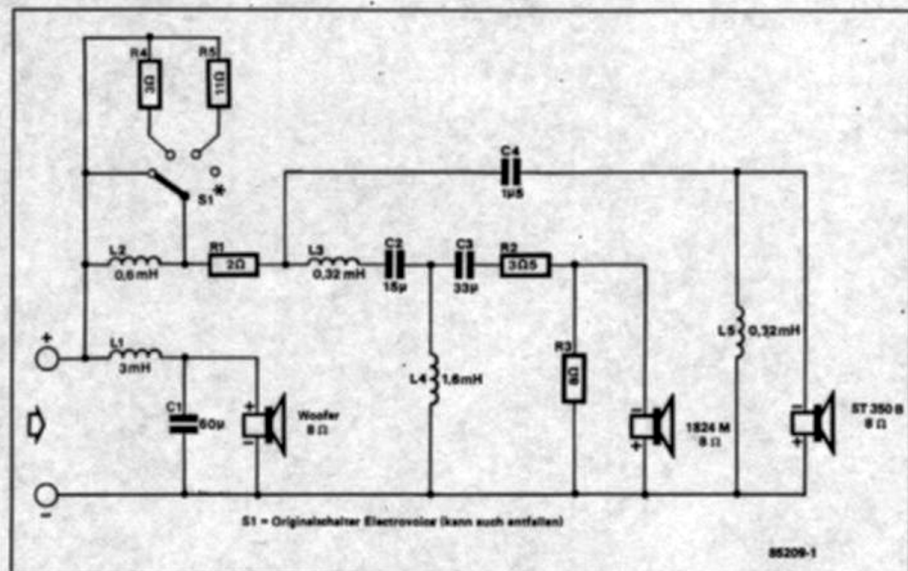 R4
3Ω
R5
11Ω
C4
1µ5
S1*
L2
0,6mH
R1
2Ω
L3
0,32mH
C2
15µ
C3
33µ
R2
3Ω5
+
L1
3mH
C1
60µ
+
−
Woofer
8 Ω
L4
1,6mH
R3
8Ω
−
+
1824 M
8 Ω
L5
0,32mH
−
+
ST 350 B
8 Ω
−
S1 = Originalschalter Electrovoice (kann auch entfallen)
85209-1